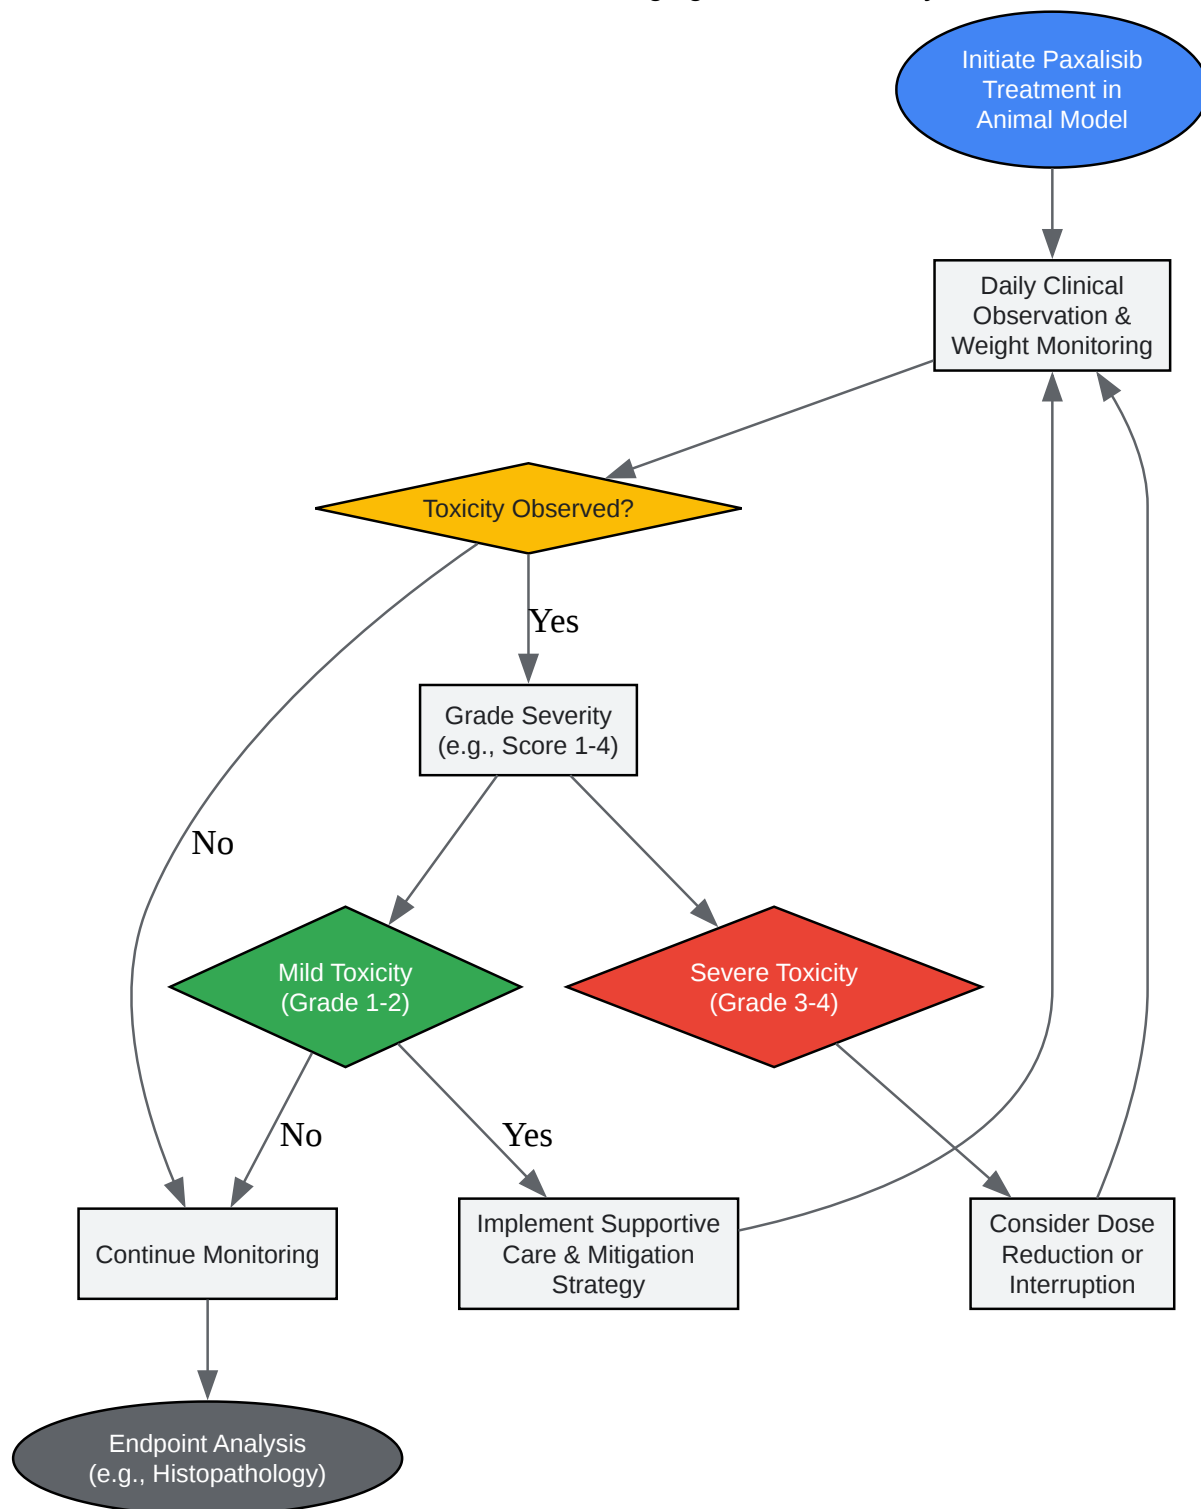 Initiate Paxalisib
Treatment in
Animal Model
Daily Clinical
Observation &
Weight Monitoring
Toxicity Observed?
Yes
Grade Severity
(e.g., Score 1-4)
No
Mild Toxicity
(Grade 1-2)
Severe Toxicity
(Grade 3-4)
No
Yes
Continue Monitoring
Implement Supportive
Care & Mitigation
Strategy
Consider Dose
Reduction or
Interruption
Endpoint Analysis
(e.g., Histopathology)